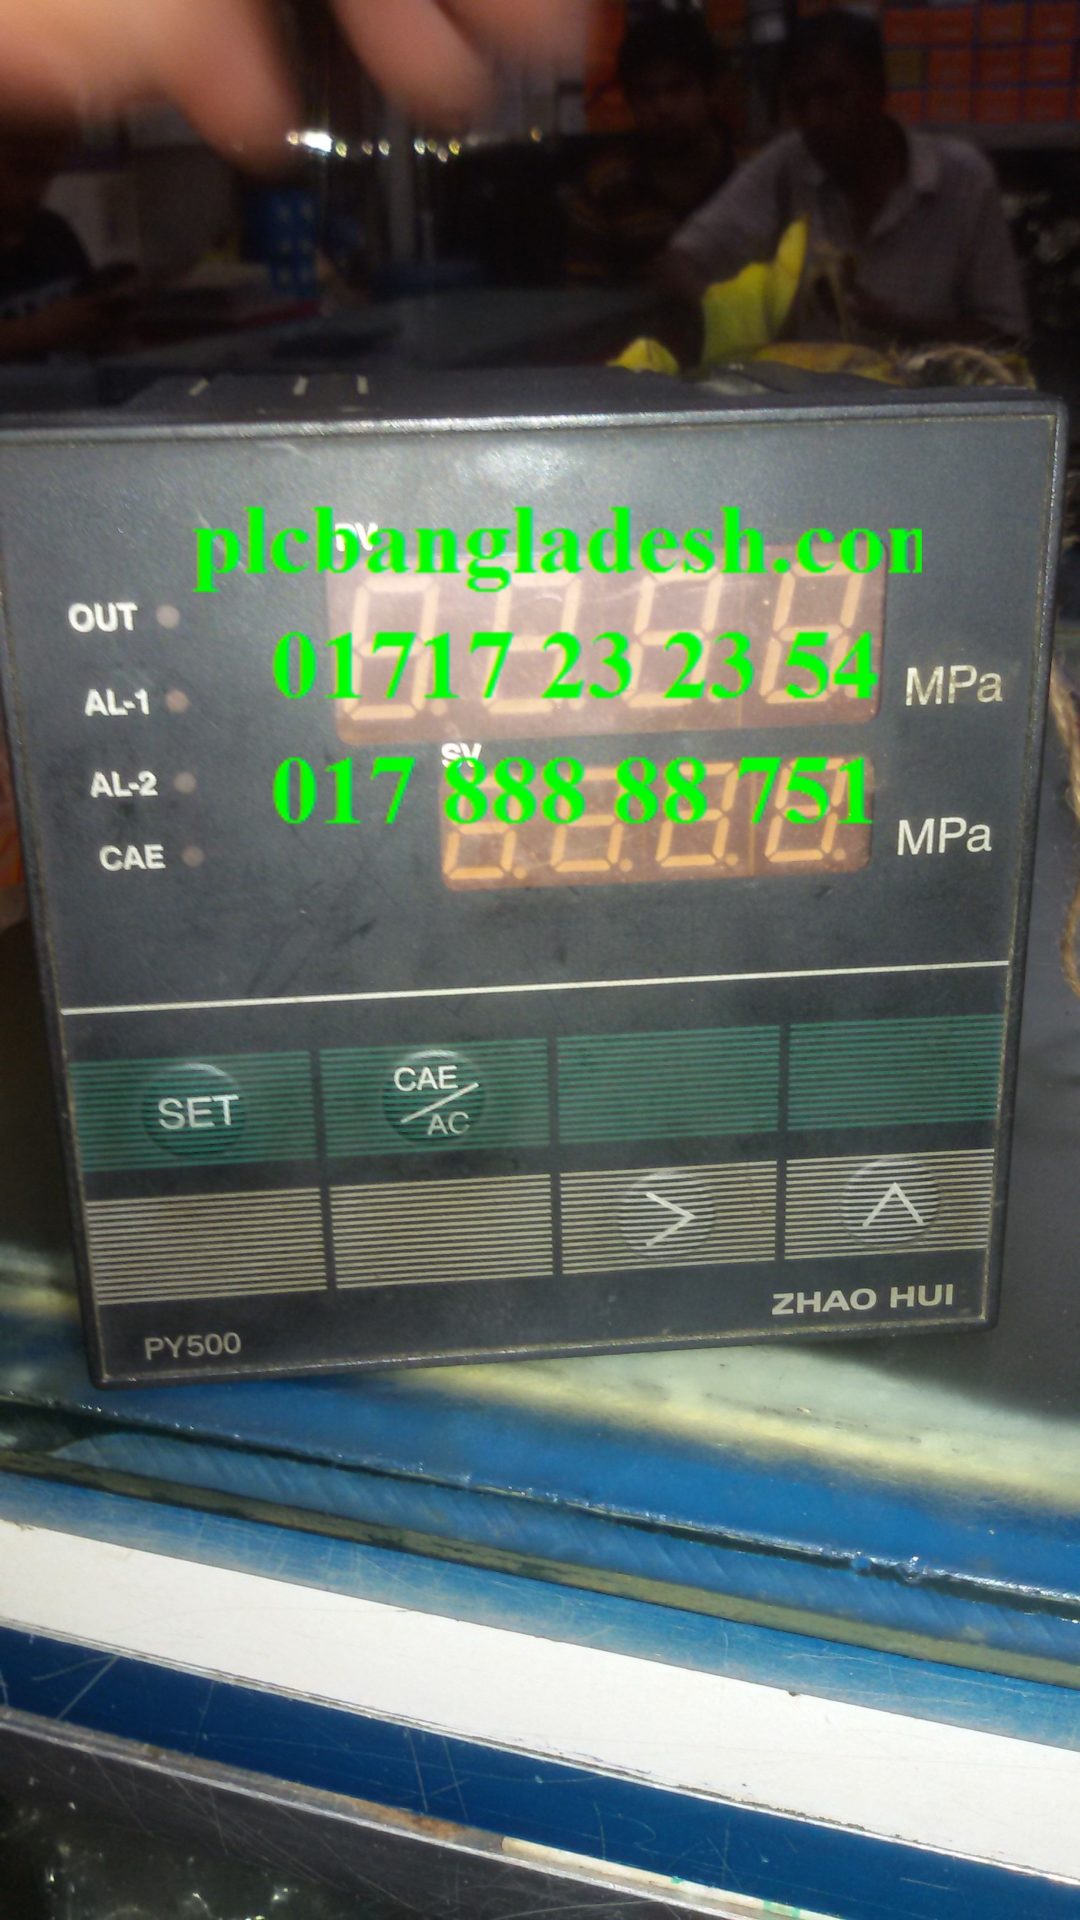 plcbangladesh.com
PV
OUT
01717 23 23 54
MPa
AL-1
SV
AL-2
017 888 88 751
MPa
CAE
SET
CAE
AC
ZHAO HUI
PY500